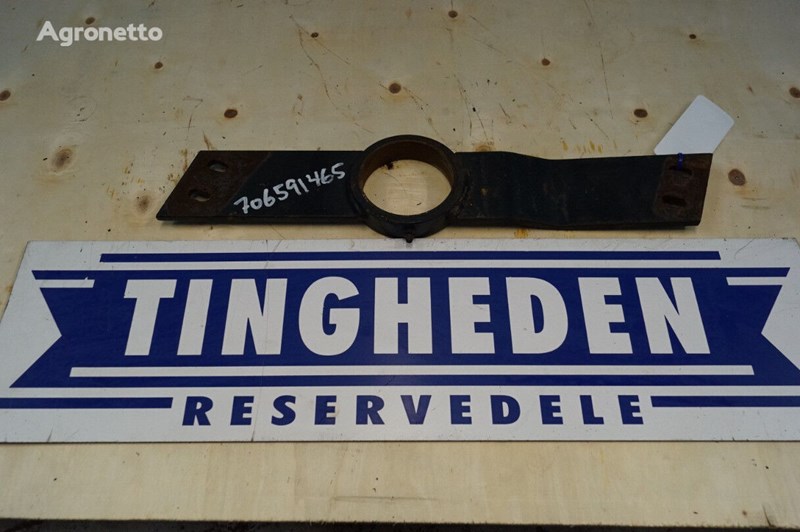 Agronetto
706591465
TINGHEDEN
RESERVEDELE